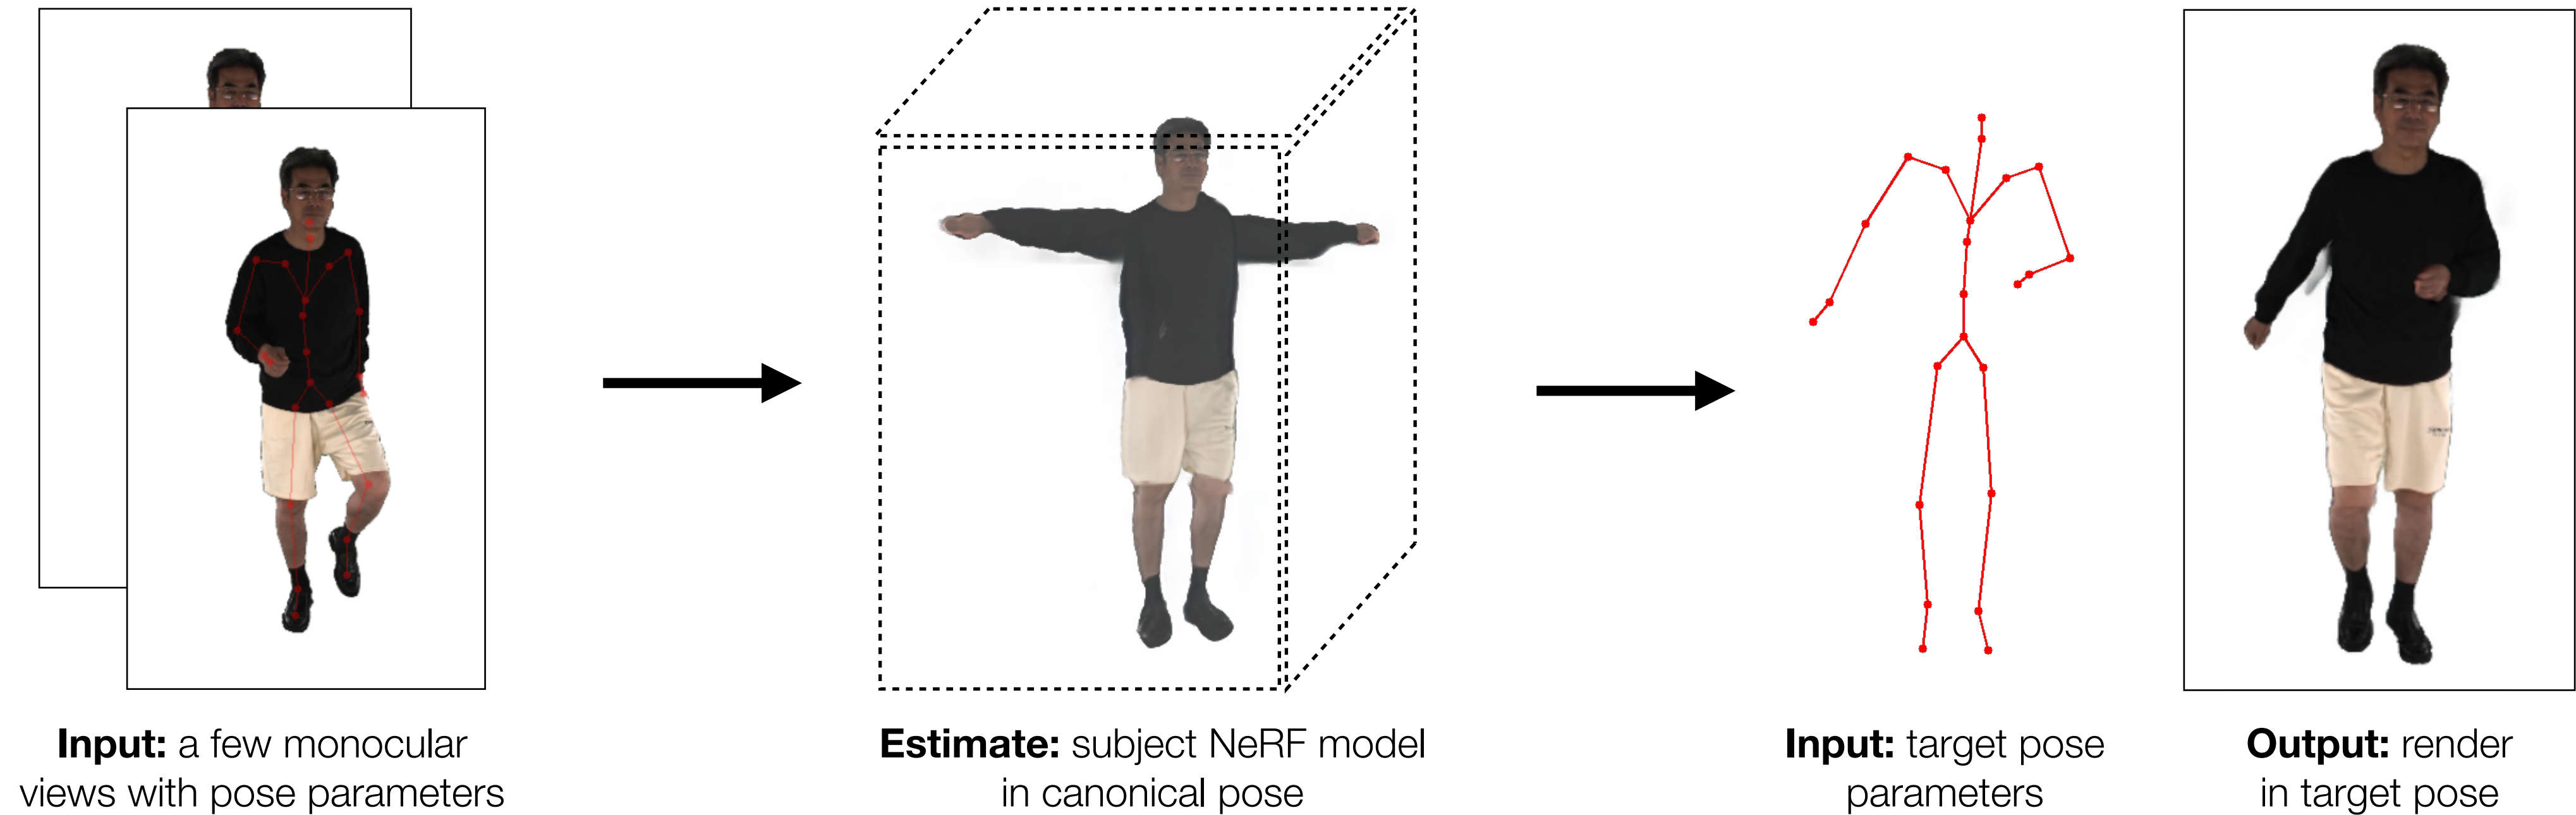 Input: a few monocular
views with pose parameters
Estimate: subject NeRF model
in canonical pose
Input: target pose
parameters
Output: render
in target pose